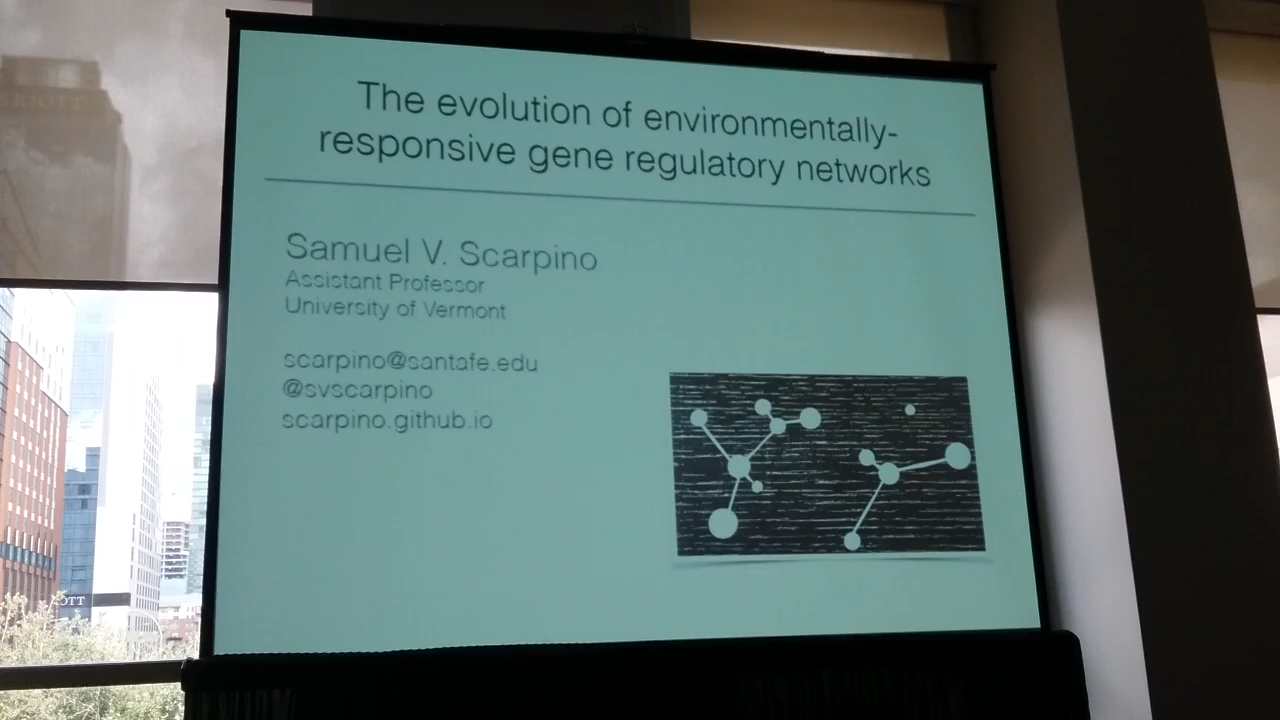 The evolution of environmentally-
responsive gene regulatory networks
Samuel V. Scarpino
Assistant Professor
University of Vermont
scarpino@santafe.edu
@svscarpino
scarpino.github.io